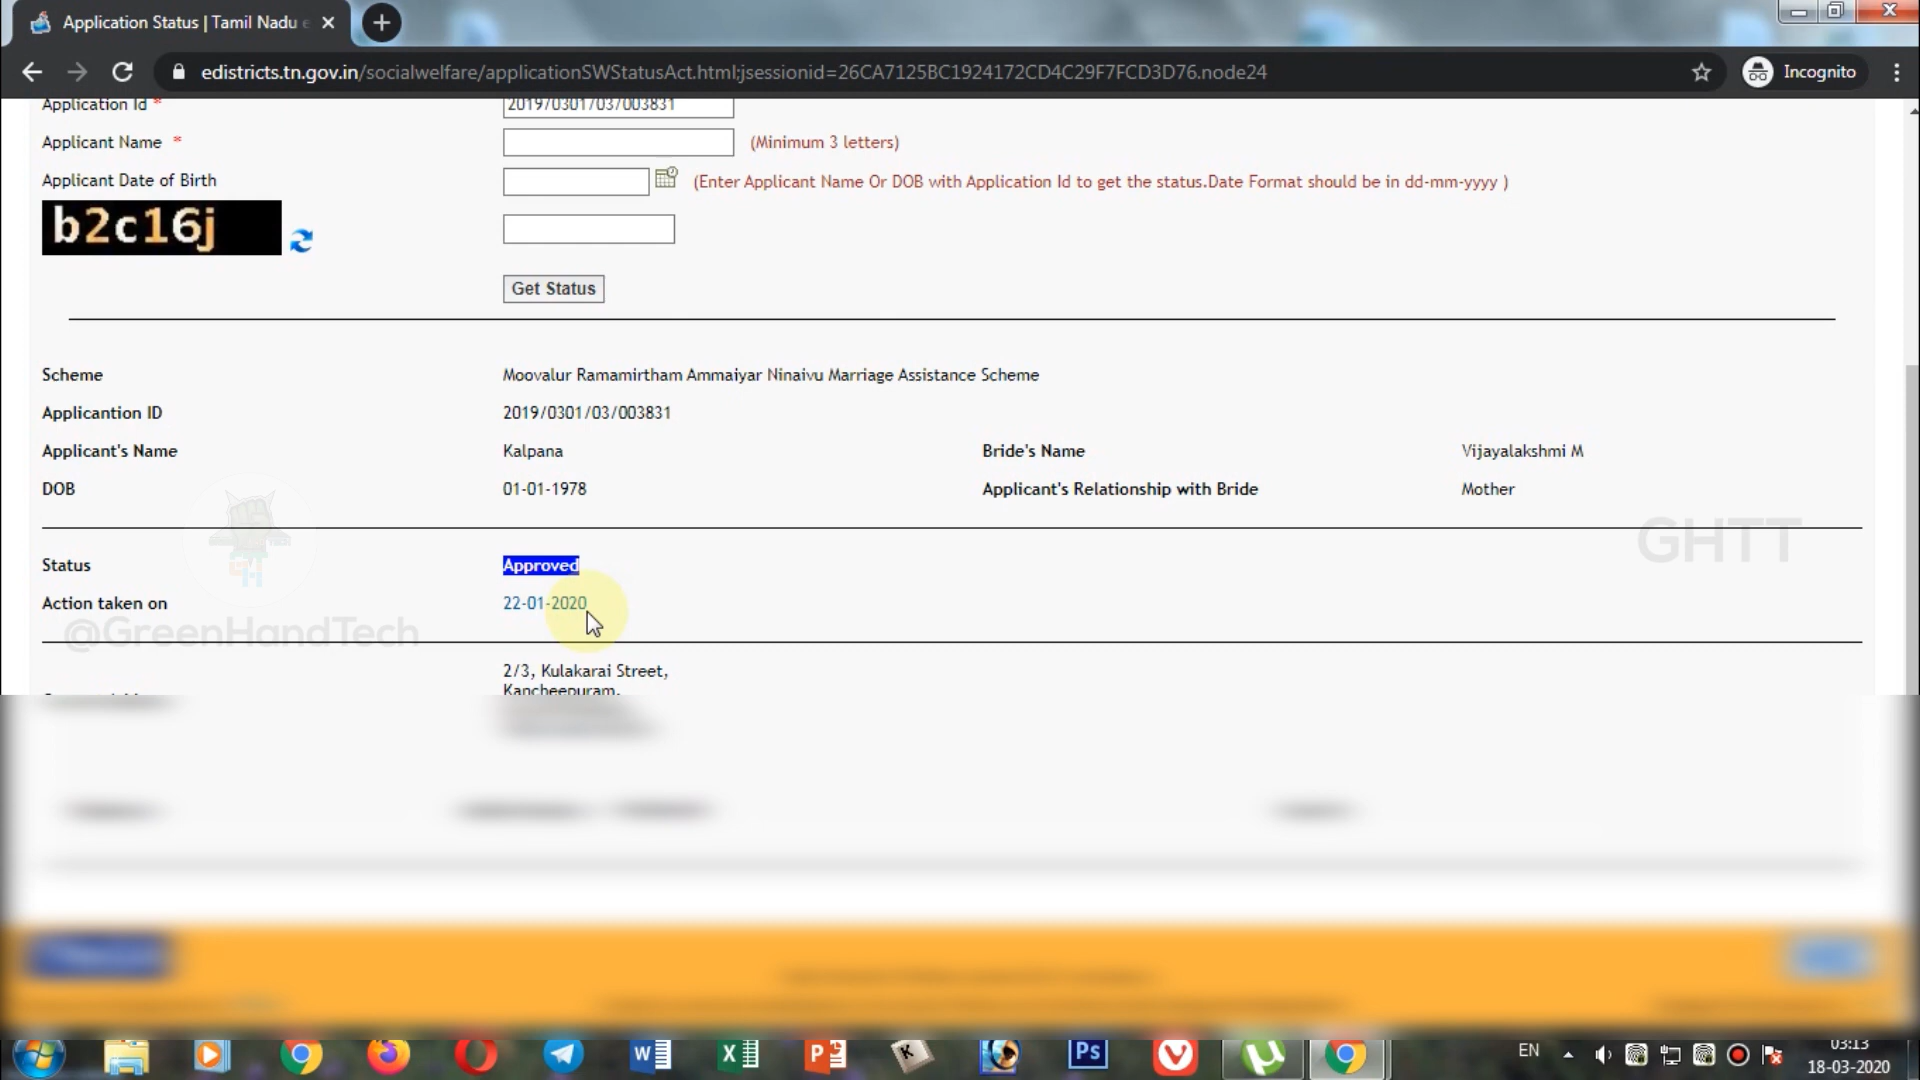 Application Status | Tamil Nadu e
edistricts.tn.gov.in/socialwelfare/applicationSWStatusAct.html;jsessionid=26CA7125BC1924172CD4C29F7FCD3D76.node24
Incognito
Application Id * 2019/0301/03/003831
Applicant Name * (Minimum 3 letters)
Applicant Date of Birth (Enter Applicant Name Or DOB with Application Id to get the status.Date Format should be in dd-mm-yyyy )
b2c16j
Get Status
Scheme Moovalur Ramamirtham Ammaiyar Ninaivu Marriage Assistance Scheme
Applicantion ID 2019/0301/03/003831
Applicant's Name Kalpana Bride's Name Vijayalakshmi M
DOB 01-01-1978 Applicant's Relationship with Bride Mother
GHTT
Status Approved
Action taken on 22-01-2020
@GreenHandTech
2/3, Kulakarai Street,
Kancheepuram,
EN
03:13
18-03-2020